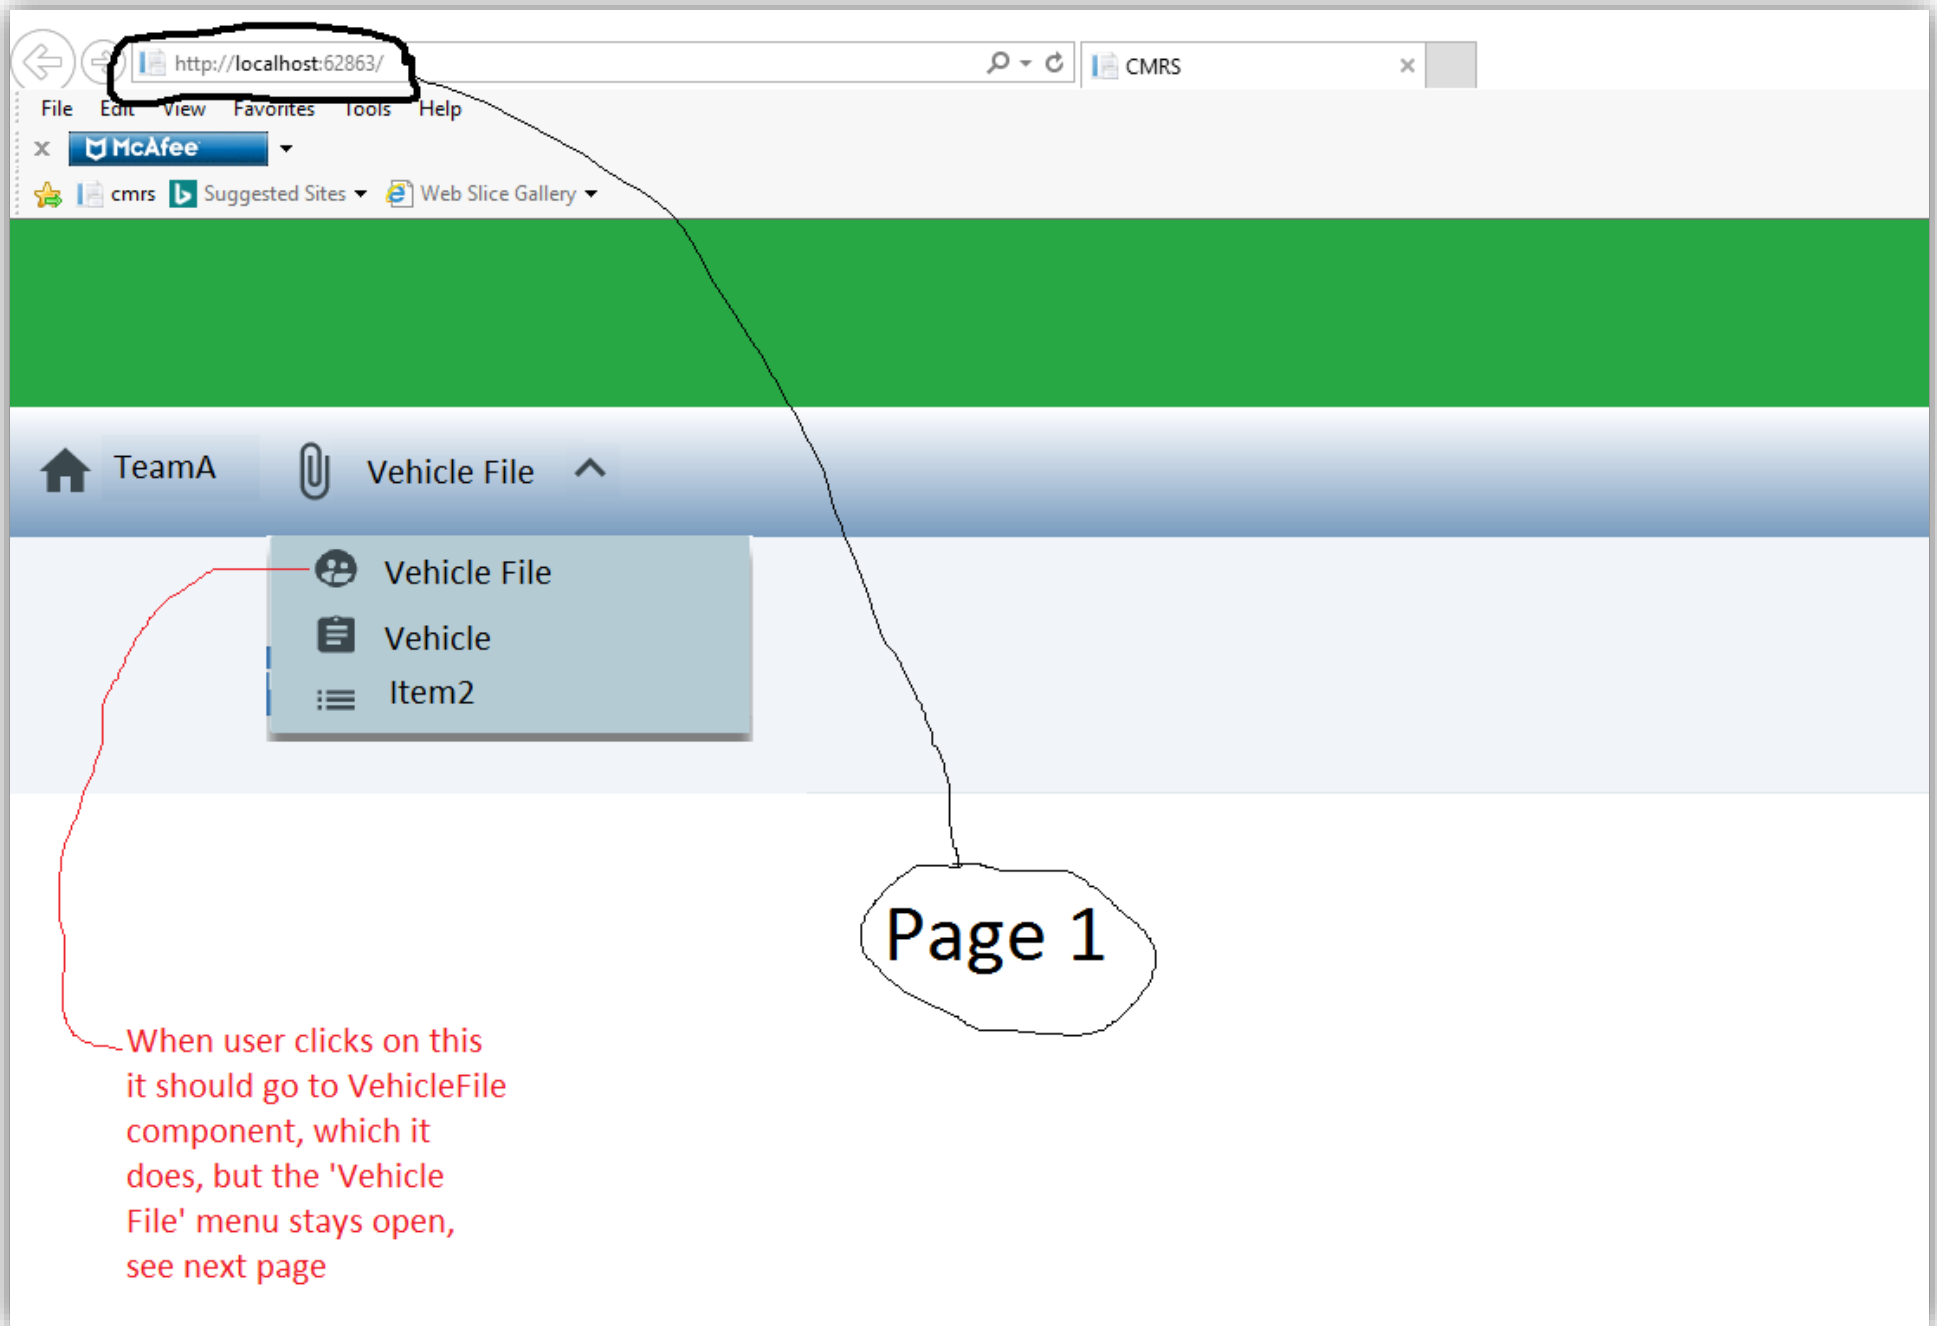 http://localhost:62863/
CMRS
File Edit View Favorites Tools Help
x McAfee
cmrs Suggested Sites Web Slice Gallery
TeamA Vehicle File
Vehicle File
Vehicle
Item2
Page 1
When user clicks on this
it should go to VehicleFile
component, which it
does, but the 'Vehicle
File' menu stays open,
see next page